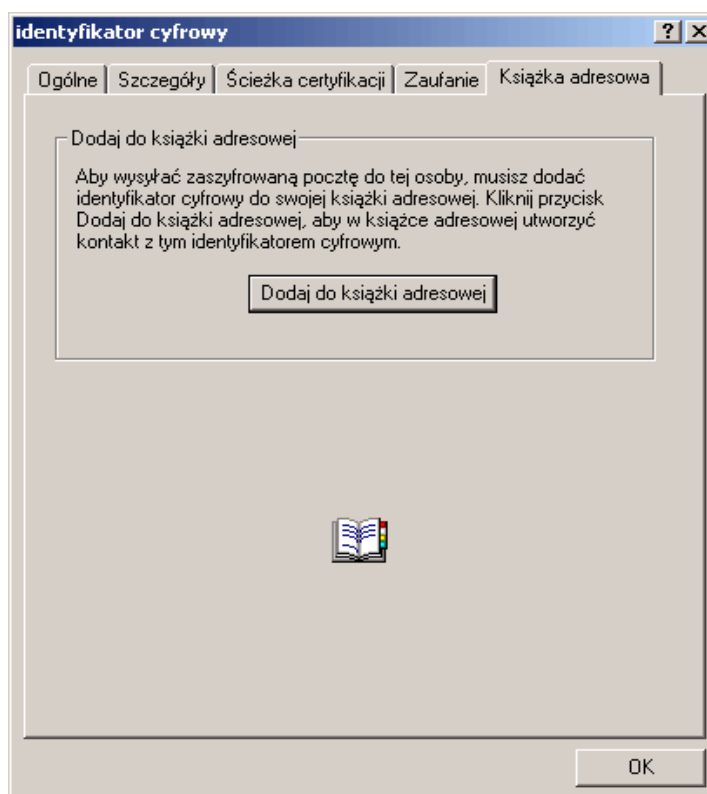 identyfikator cyfrowy
Ogólne Szczegóły Ścieżka certyfikacji Zaufanie Książka adresowa
Dodaj do książki adresowej
Aby wysyłać zaszyfrowaną pocztę do tej osoby, musisz dodać
identyfikator cyfrowy do swojej książki adresowej. Kliknij przycisk
Dodaj do książki adresowej, aby w książce adresowej utworzyć
kontakt z tym identyfikatorem cyfrowym.
Dodaj do książki adresowej
OK